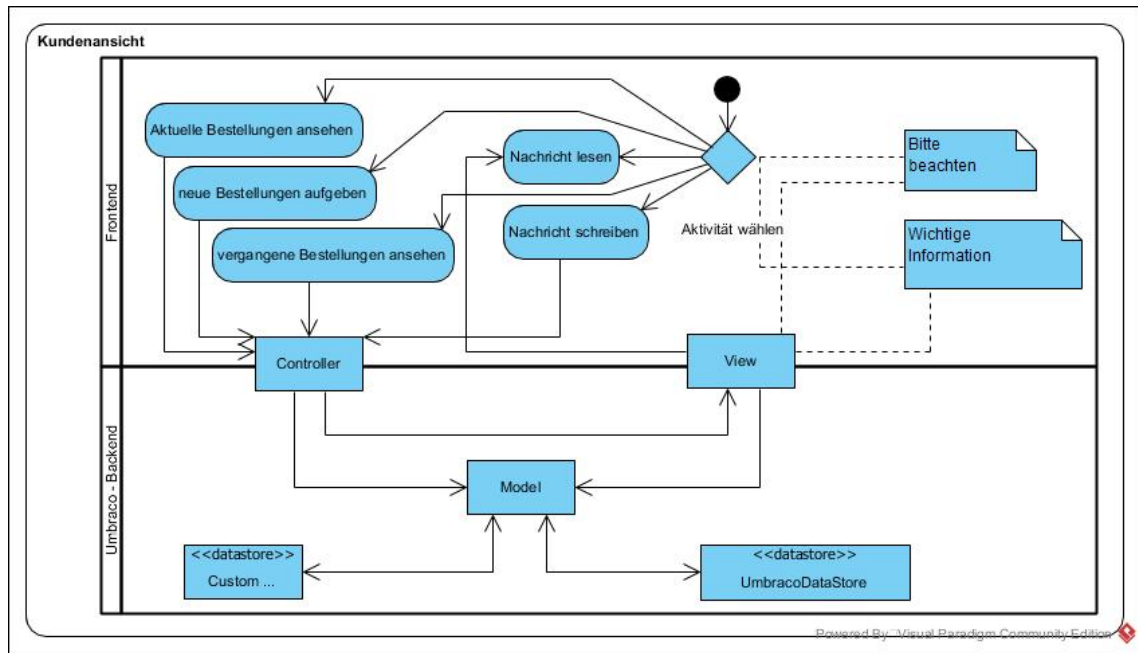 Kundenansicht
Frontend
Aktuelle Bestellungen ansehen
neue Bestellungen aufgeben
vergangene Bestellungen ansehen
Nachricht lesen
Nachricht schreiben
Aktivität wählen
Bitte
beachten
Wichtige
Information
Controller
View
Umbraco - Backend
Model
<<datastore>>
Custom ...
<<datastore>>
UmbracoDataStore
Powered By Visual Paradigm Community Edition